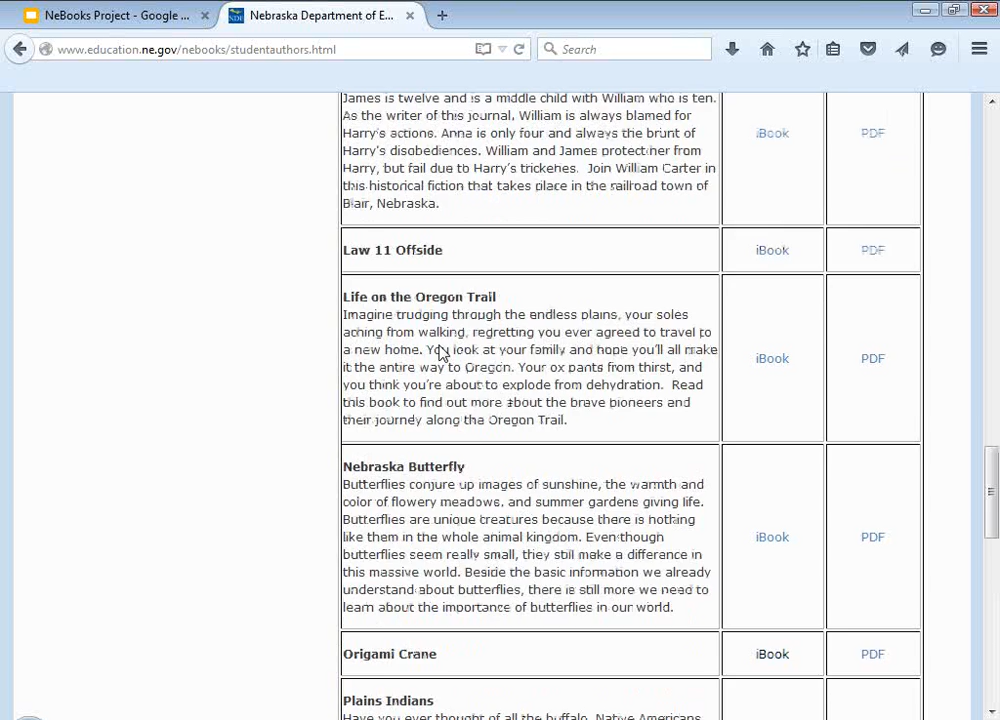 NeBooks Project - Google ...
Nebraska Department of E...
www.education.ne.gov/nebooks/studentauthors.html
Search
James is twelve and is a middle child with William who is ten.
As the writer of this journal, William is always blamed for
Harry's actions. Anna is only four and always the brunt of
Harry's disobediences. William and James protect her from
Harry, but fail due to Harry's trickeries. Join William Carter in
this historical fiction that takes place in the railroad town of
Blair, Nebraska.
iBook
PDF
Law 11 Offside
iBook
PDF
Life on the Oregon Trail
Imagine trudging through the endless plains, your soles
aching from walking, regretting you ever agreed to travel to
a new home. You look at your family and hope you'll all make
it the entire way to Oregon. Your ox pants from thirst, and
you think you're about to explode from dehydration. Read
this book to find out more about the brave pioneers and
their journey along the Oregon Trail.
iBook
PDF
Nebraska Butterfly
Butterflies conjure up images of sunshine, the warmth and
color of flowery meadows, and summer gardens giving life.
Butterflies are unique creatures because there is nothing
like them in the whole animal kingdom. Even though
butterflies seem really small, they still make a difference in
this massive world. Beside the basic information we already
understand about butterflies, there is still more we need to
learn about the importance of butterflies in our world.
iBook
PDF
Origami Crane
iBook
PDF
Plains Indians
Have you ever thought of all the buffalo, Native Americans